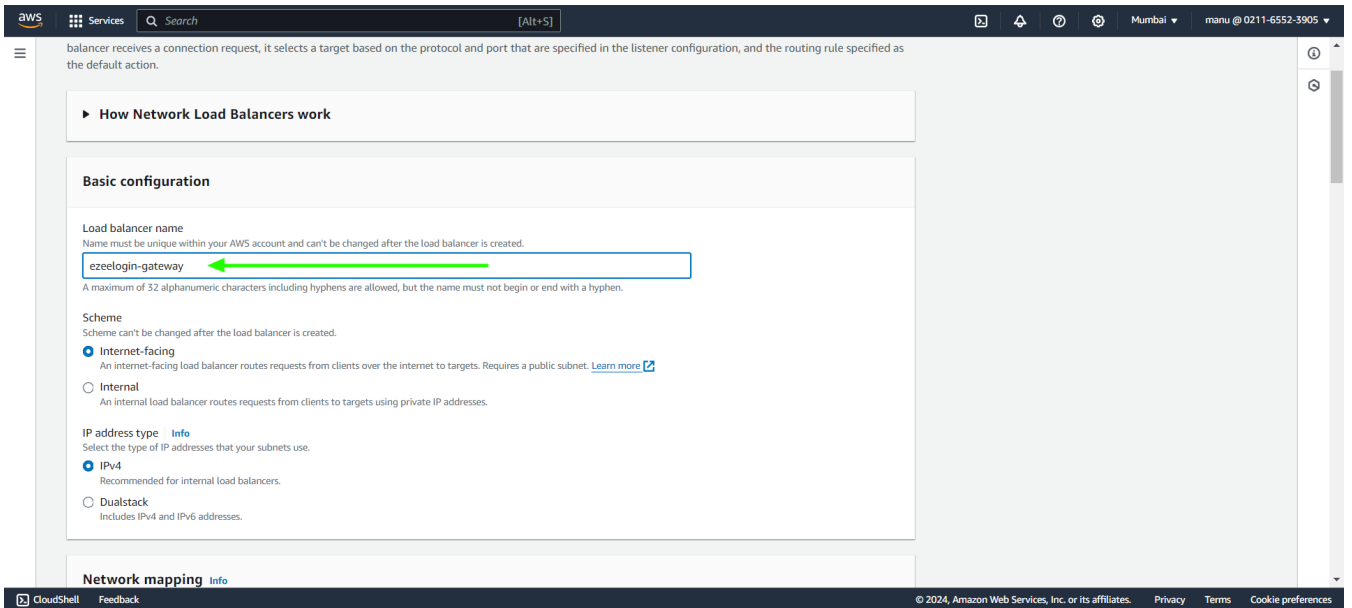 aws Services Search [Alt+S] Mumbai manu @ 0211-6552-3905
balancer receives a connection request, it selects a target based on the protocol and port that are specified in the listener configuration, and the routing rule specified as
the default action.
How Network Load Balancers work
Basic configuration
Load balancer name
Name must be unique within your AWS account and can't be changed after the load balancer is created.
ezeelogin-gateway
A maximum of 32 alphanumeric characters including hyphens are allowed, but the name must not begin or end with a hyphen.
Scheme
Scheme can't be changed after the load balancer is created.
Internet-facing
An internet-facing load balancer routes requests from clients over the internet to targets. Requires a public subnet. Learn more
Internal
An internal load balancer routes requests from clients to targets using private IP addresses.
IP address type Info
Select the type of IP addresses that your subnets use.
IPv4
Recommended for internal load balancers.
Dualstack
Includes IPv4 and IPv6 addresses.
Network mapping Info
CloudShell Feedback © 2024, Amazon Web Services, Inc. or its affiliates. Privacy Terms Cookie preferences